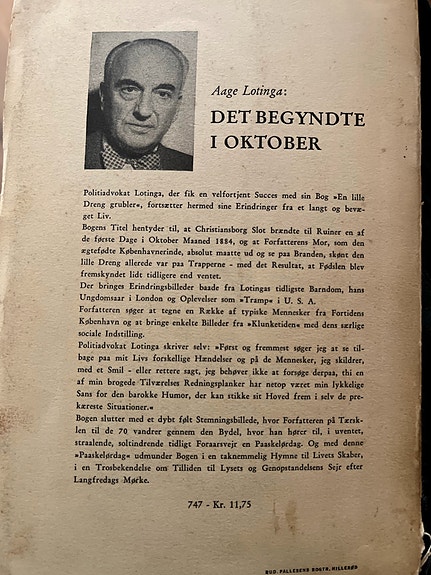 Aage Lotinga:
DET BEGYNDTE
I OKTOBER
Politiadvokat Lotinga, der fik en velfortjent Succes med sin Bog »En lille
Dreng grubler«, fortsætter hermed sine Erindringer fra et langt og bevæ-
get Liv.
Bogens Titel hentyder til, at Christiansborg Slot brændte til Ruiner en af
de første Dage i Oktober Maaned 1884, og at Forfatterens Mor, som den
ægtefødte Københavnerinde, absolut maatte ud og se paa Branden, skønt den
lille Dreng allerede var paa Trapperne - med det Resultat, at Fødslen blev
fremskyndet lidt tidligere end ventet.
Der bringes Erindringsbilleder baade fra Lotingas tidligste Barndom, hans
Ungdomsaar i London og Oplevelser som »Tramp« i U. S. A.
Forfatteren søger at tegne en Række af typiske Mennesker fra Fortidens
København og at bringe enkelte Billeder fra »Klunketiden« med dens særlige
sociale Indstilling.
Politiadvokat Lotinga skriver selv: »Først og fremmest søger jeg at se til-
bage paa mit Livs forskellige Hændelser og på de Mennesker, jeg skildrer,
med et Smil - eller rettere sagt, jeg behøver ikke at forsøge derpaa, thi en
af min brogede Tilværelses Redningsplanker har netop været min lykkelige
Sans for den barokke Humor, der kan stikke sit Hoved frem i selv de pre-
kæreste Situationer.«
Bogen slutter med et dybt følt Stemningsbillede, hvor Forfatteren på Tærsk-
len til de 70 vandrer gennem den Bydel, hvor han hører til, i uventet,
straalende, soltindrende tidligt Foraarsvejr en Paaskelørdag. Og med denne
»Paaskelørdag« udmunder Bogen i en taknemmelig Hymne til Livets Skaber,
i en Trosbekendelse om Tilliden til Lysets og Genopstandelsens Sejr efter
Langfredags Mørke.
747 - Kr. 11,75
RUD. PALLESENS BOGTR. HILLERØD